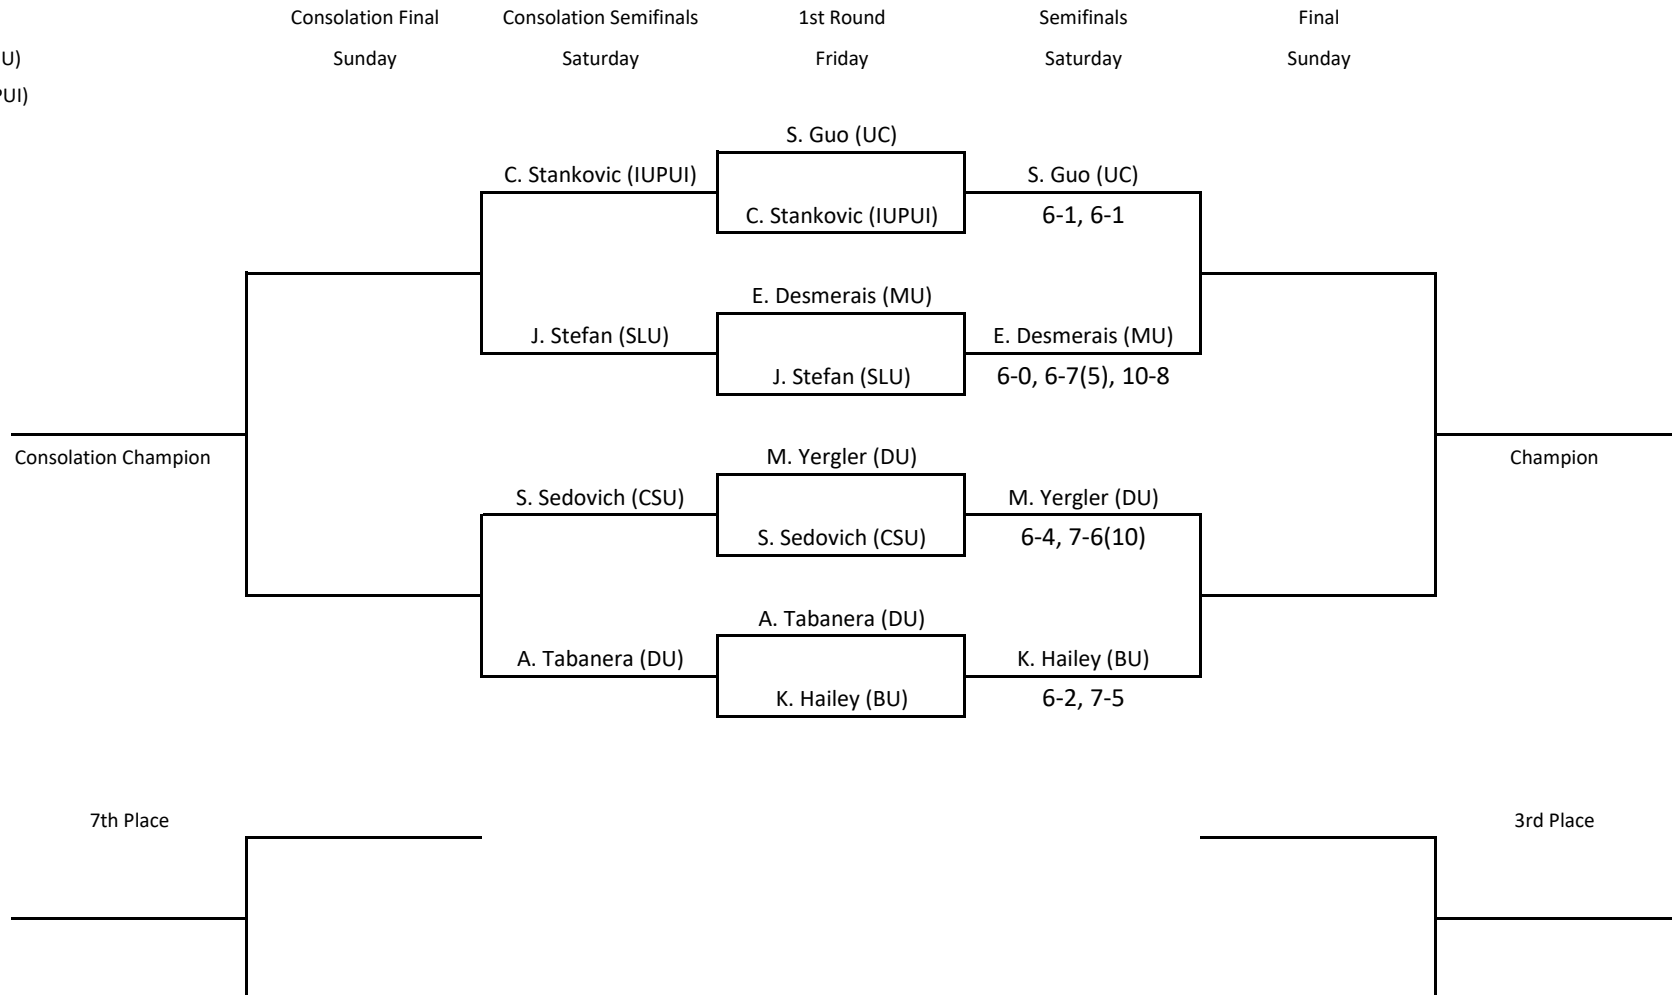 Consolation Final Consolation Semifinals 1st Round Semifinals Final
U) Sunday Saturday Friday Saturday Sunday
PUI)
S. Guo (UC)
C. Stankovic (IUPUI) S. Guo (UC)
C. Stankovic (IUPUI) 6-1, 6-1
E. Desmerais (MU)
J. Stefan (SLU) E. Desmerais (MU)
J. Stefan (SLU) 6-0, 6-7(5), 10-8
Consolation Champion M. Yergler (DU) Champion
S. Sedovich (CSU) M. Yergler (DU)
S. Sedovich (CSU) 6-4, 7-6(10)
A. Tabanera (DU)
A. Tabanera (DU) K. Hailey (BU)
K. Hailey (BU) 6-2, 7-5
7th Place 3rd Place